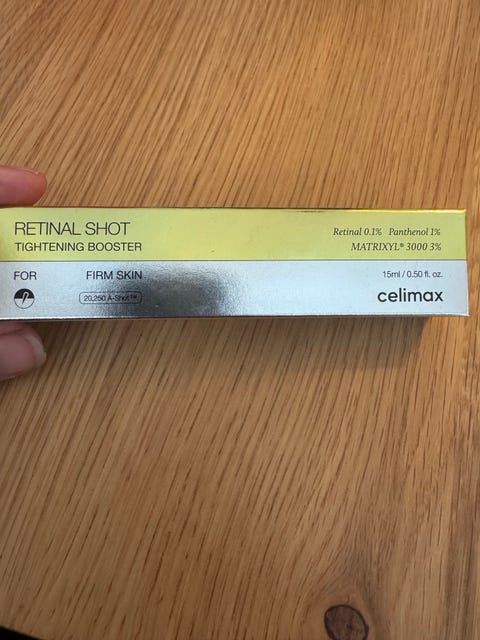 RETINAL SHOT
TIGHTENING BOOSTER
Retinal 0.1% Panthenol 1%
MATRIXYL® 3000 3%
FOR FIRM SKIN
20,250 A-Shot™
15ml / 0.50 fl. oz.
celimax